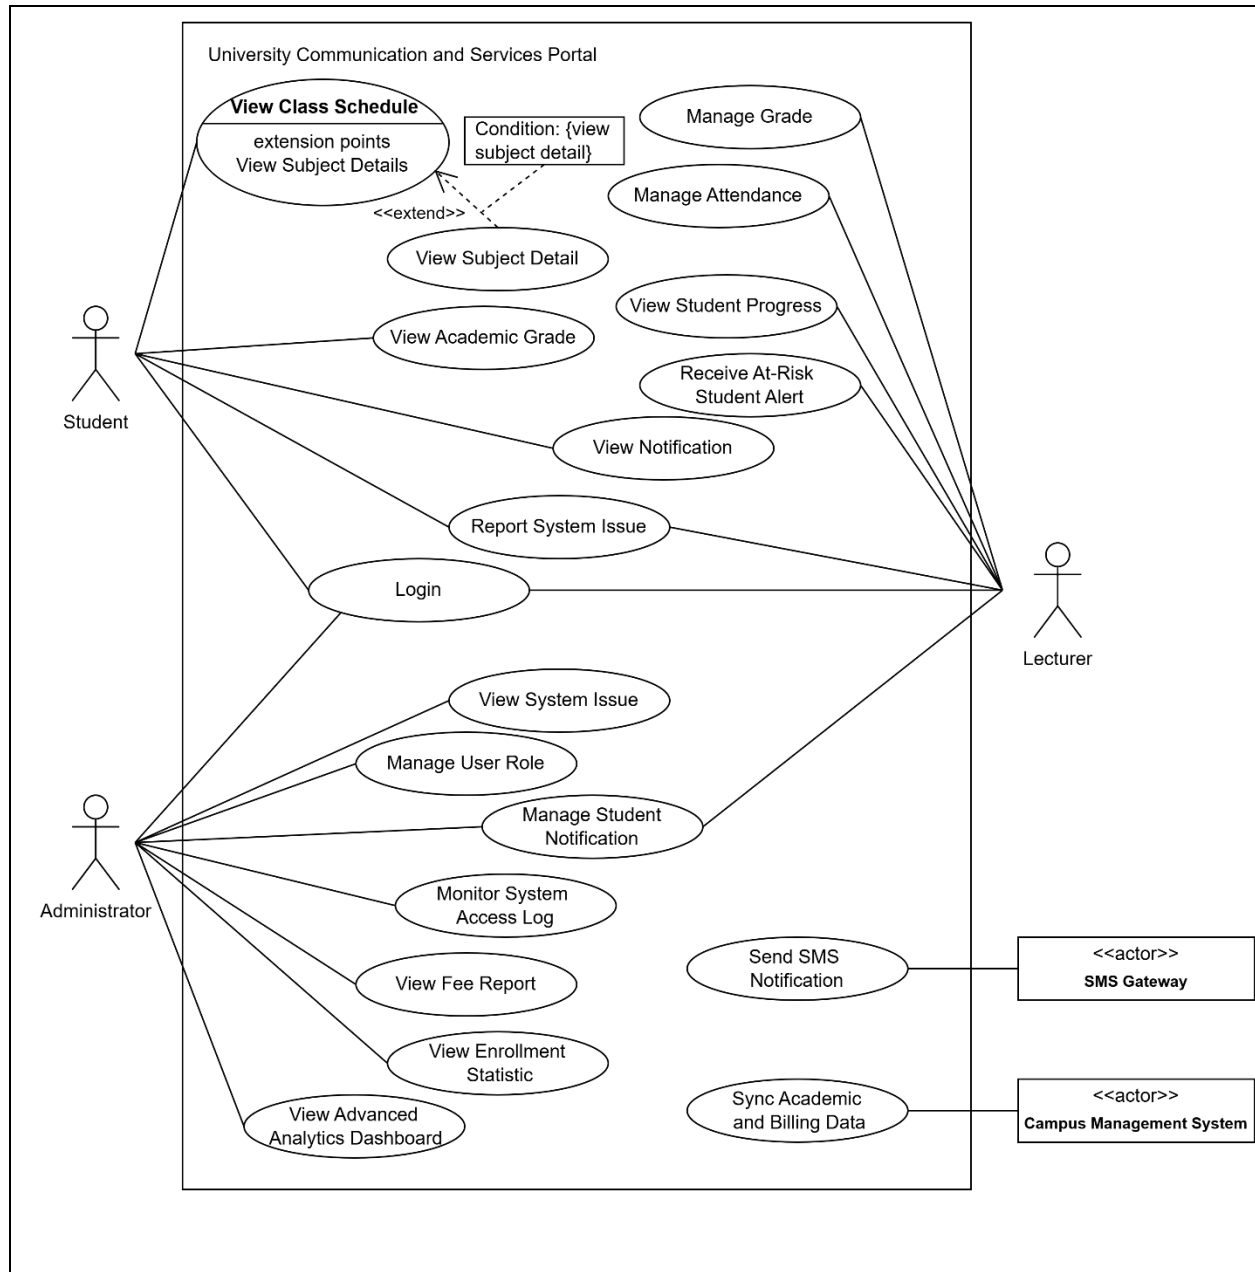 University Communication and Services Portal
View Class Schedule
extension points
View Subject Details
Condition: {view
subject detail}
<<extend>>
View Subject Detail
Manage Grade
Manage Attendance
View Student Progress
View Academic Grade
Receive At-Risk
Student Alert
Student
View Notification
Report System Issue
Login
Lecturer
View System Issue
Manage User Role
Manage Student
Notification
Administrator
Monitor System
Access Log
View Fee Report
View Enrollment
Statistic
View Advanced
Analytics Dashboard
Send SMS
Notification
<<actor>>
SMS Gateway
Sync Academic
and Billing Data
<<actor>>
Campus Management System